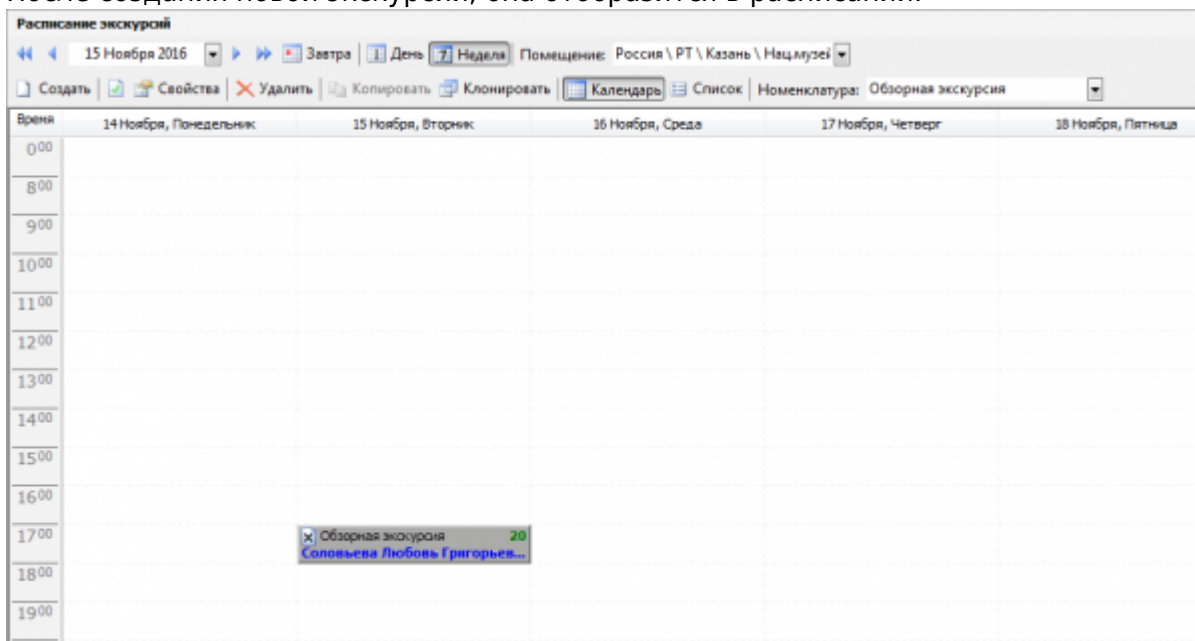 После создания новой экскурсии, она отобразится в расписании.
Расписание экскурсий
15 Ноября 2016 Завтра 1 День 7 Неделя Помещение: Россия \ РТ \ Казань \ Нац.музей
Создать Свойства Удалить Копировать Клонировать Календарь Список Номенклатура: Обзорная экскурсия
Время 14 Ноября, Понедельник 15 Ноября, Вторник 16 Ноября, Среда 17 Ноября, Четверг 18 Ноября, Пятница
0 00
8 00
9 00
10 00
11 00
12 00
13 00
14 00
15 00
16 00
17 00 Обзорная экскурсия 20
Соловьева Любовь Григорьев...
18 00
19 00